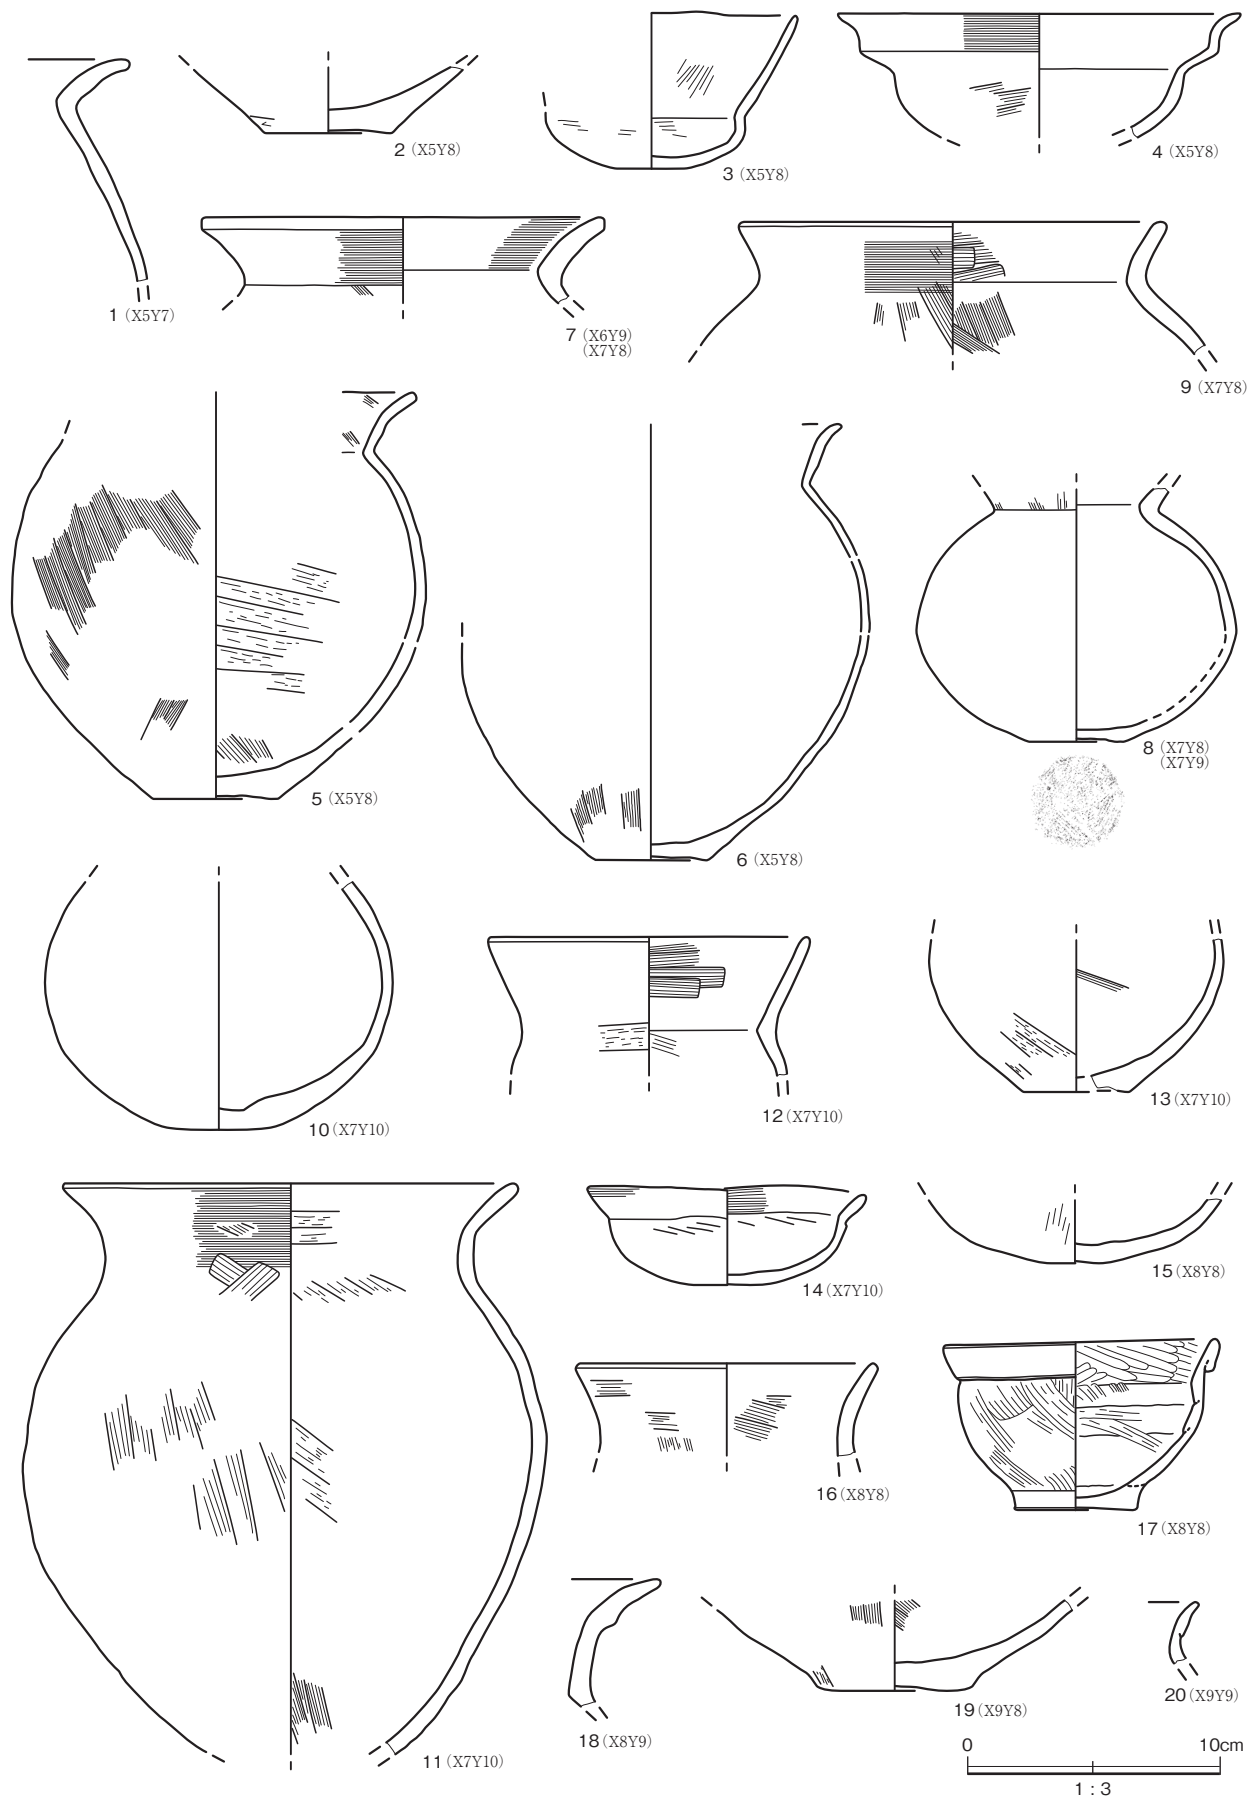 1 (X5Y7)
2 (X5Y8)
3 (X5Y8)
4 (X5Y8)
7 (X6Y9)
(X7Y8)
9 (X7Y8)
5 (X5Y8)
6 (X5Y8)
8 (X7Y8)
(X7Y9)
10 (X7Y10)
12 (X7Y10)
13 (X7Y10)
14 (X7Y10)
15 (X8Y8)
16 (X8Y8)
17 (X8Y8)
11 (X7Y10)
18 (X8Y9)
19 (X9Y8)
20 (X9Y9)
0 10cm
1 : 3